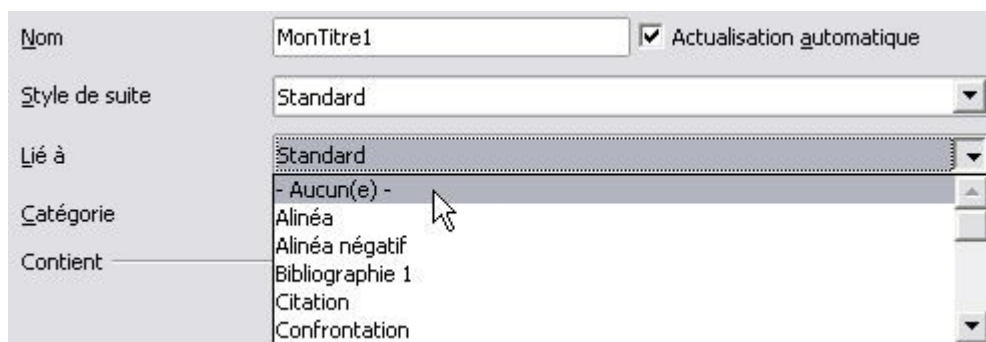 Nom MonTitre1 Actualisation automatique
Style de suite Standard
Lié à Standard
- Aucun(e) -
Catégorie Alinéa
Alinéa négatif
Contient Bibliographie 1
Citation
Confrontation